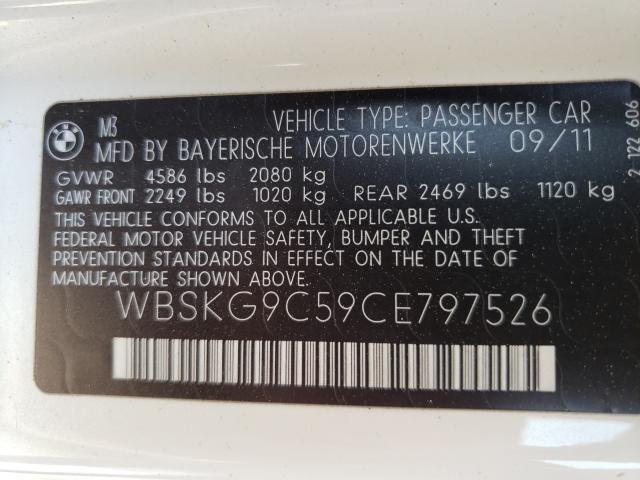 M3
VEHICLE TYPE: PASSENGER CAR
MFD BY BAYERISCHE MOTORENWERKE 09/11
GVWR 4586 lbs 2080 kg
GAWR FRONT 2249 lbs 1020 kg REAR 2469 lbs 1120 kg
THIS VEHICLE CONFORMS TO ALL APPLICABLE U.S.
FEDERAL MOTOR VEHICLE SAFETY, BUMPER AND THEFT
PREVENTION STANDARDS IN EFFECT ON THE DATE OF
MANUFACTURE SHOWN ABOVE.
WBSKG9C59CE797526
2 122 606